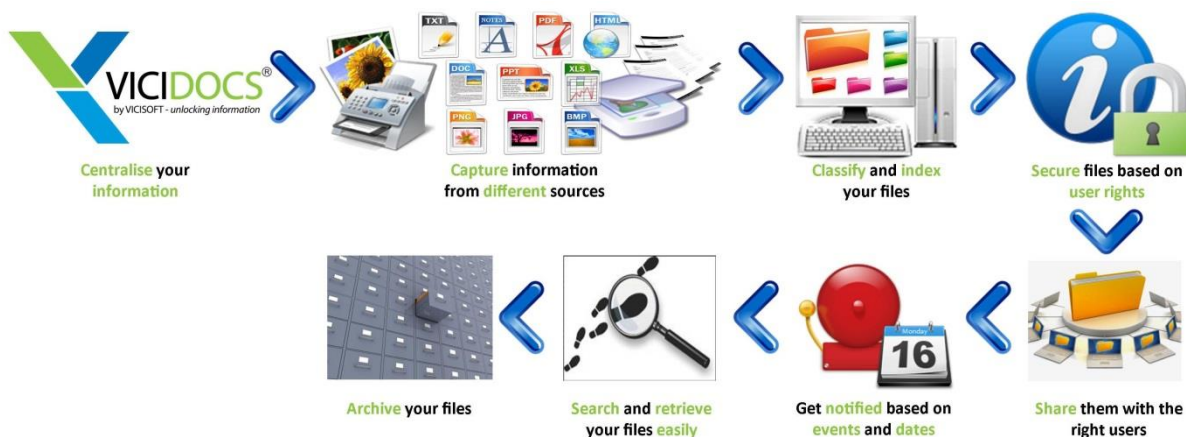 VICIDOCS®
by VICISOFT - unlocking information
Centralise your
information
TXT
NOTES
PDF
HTML
DOC
PPT
XLS
PNG
JPG
BMP
Capture information
from different sources
Classify and index
your files
Secure files based on
user rights
Share them with the
right users
Monday
16
Get notified based on
events and dates
Search and retrieve
your files easily
Archive your files